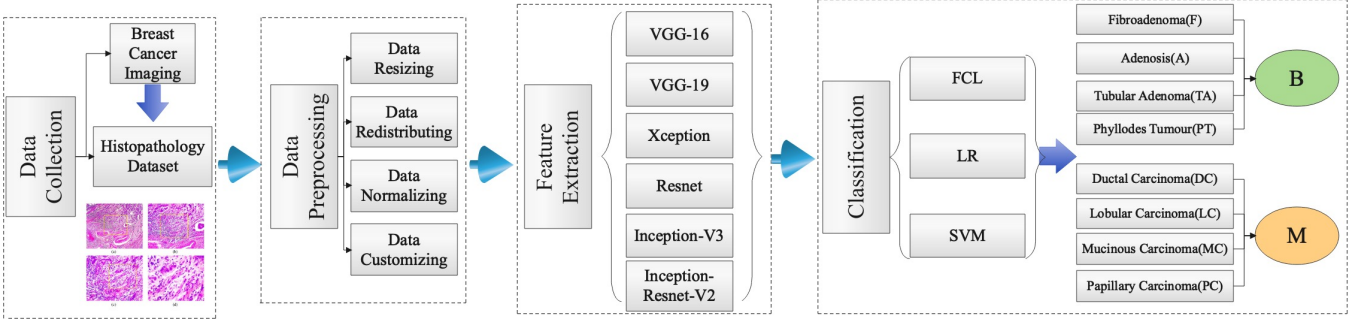 Data
Collection
Breast
Cancer
Imaging
Histopathology
Dataset
(a)
(b)
(c)
(d)
Data
Preprocessing
Data
Resizing
Data
Redistributing
Data
Normalizing
Data
Customizing
Feature
Extraction
VGG-16
VGG-19
Xception
Resnet
Inception-V3
Inception-
Resnet-V2
Classification
FCL
LR
SVM
Fibroadenoma(F)
Adenosis(A)
Tubular Adenoma(TA)
Phyllodes Tumour(PT)
B
Ductal Carcinoma(DC)
Lobular Carcinoma(LC)
Mucinous Carcinoma(MC)
Papillary Carcinoma(PC)
M